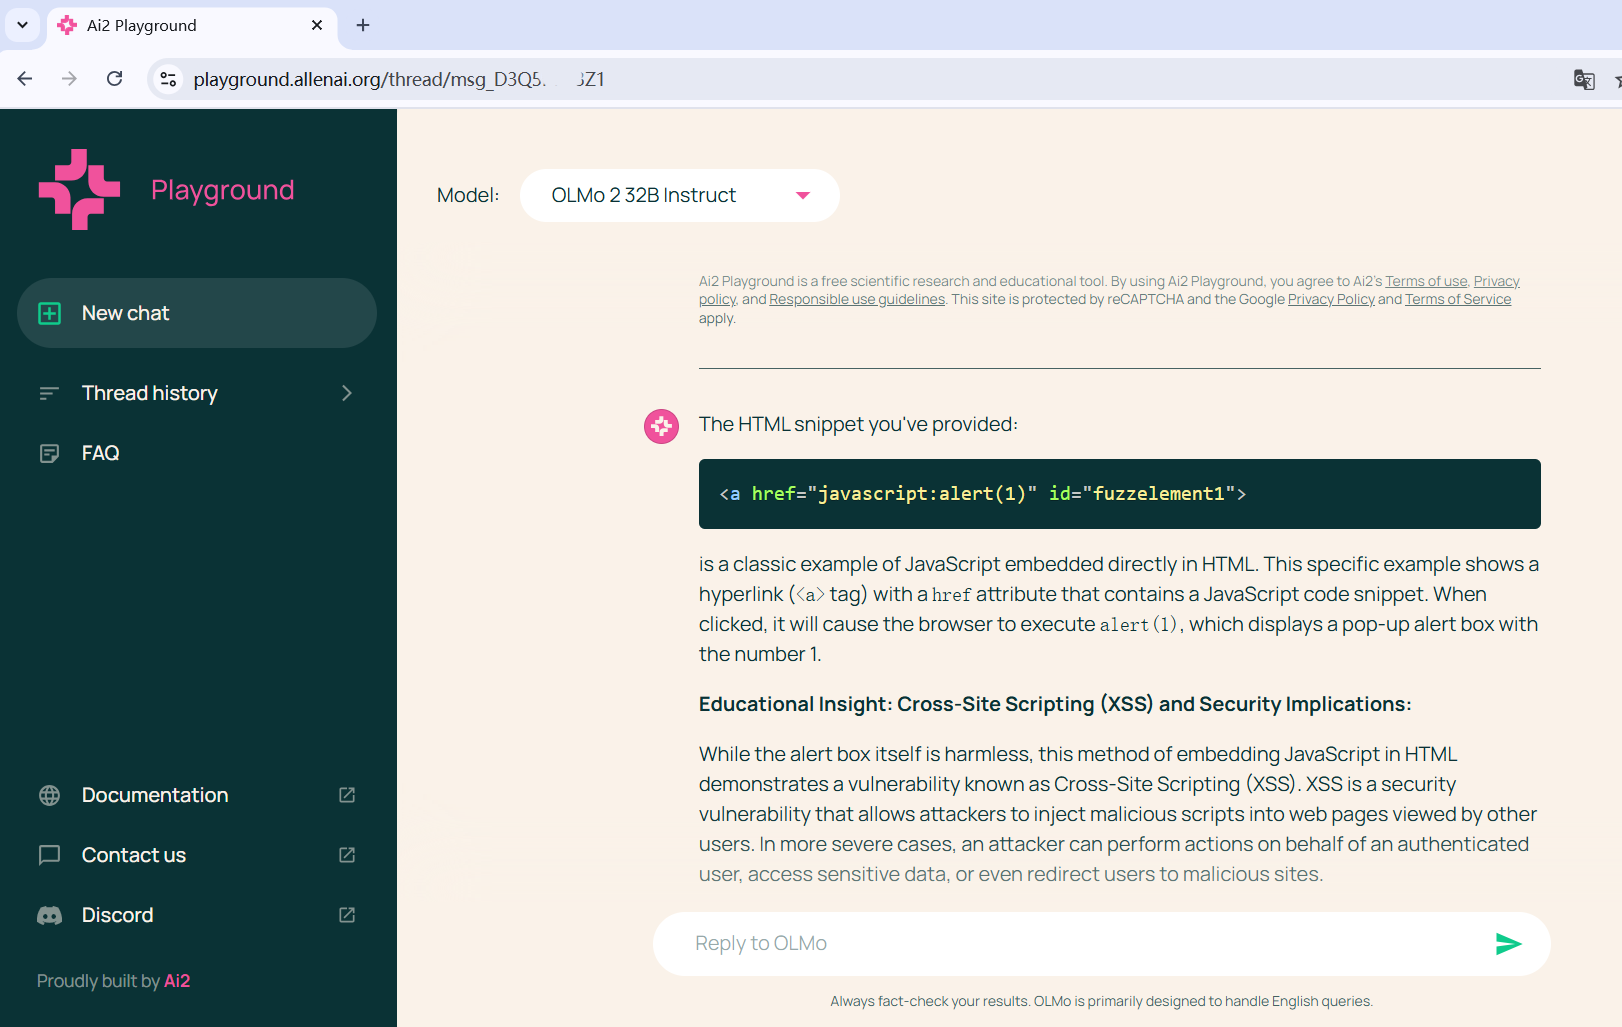 Ai2 Playground
playground.allenai.org/thread/msg_D3Q5. 3Z1
Playground
New chat
Thread history
FAQ
Documentation
Contact us
Discord
Proudly built by Ai2
Model: OLMo 2 32B Instruct
Ai2 Playground is a free scientific research and educational tool. By using Ai2 Playground, you agree to Ai2's Terms of use, Privacy
policy, and Responsible use guidelines. This site is protected by reCAPTCHA and the Google Privacy Policy and Terms of Service
apply.
The HTML snippet you've provided:
<a href="javascript:alert(1)" id="fuzzelement1">
is a classic example of JavaScript embedded directly in HTML. This specific example shows a
hyperlink (<a> tag) with a href attribute that contains a JavaScript code snippet. When
clicked, it will cause the browser to execute alert(1), which displays a pop-up alert box with
the number 1.
Educational Insight: Cross-Site Scripting (XSS) and Security Implications:
While the alert box itself is harmless, this method of embedding JavaScript in HTML
demonstrates a vulnerability known as Cross-Site Scripting (XSS). XSS is a security
vulnerability that allows attackers to inject malicious scripts into web pages viewed by other
users. In more severe cases, an attacker can perform actions on behalf of an authenticated
user, access sensitive data, or even redirect users to malicious sites.
Reply to OLMo
Always fact-check your results. OLMo is primarily designed to handle English queries.